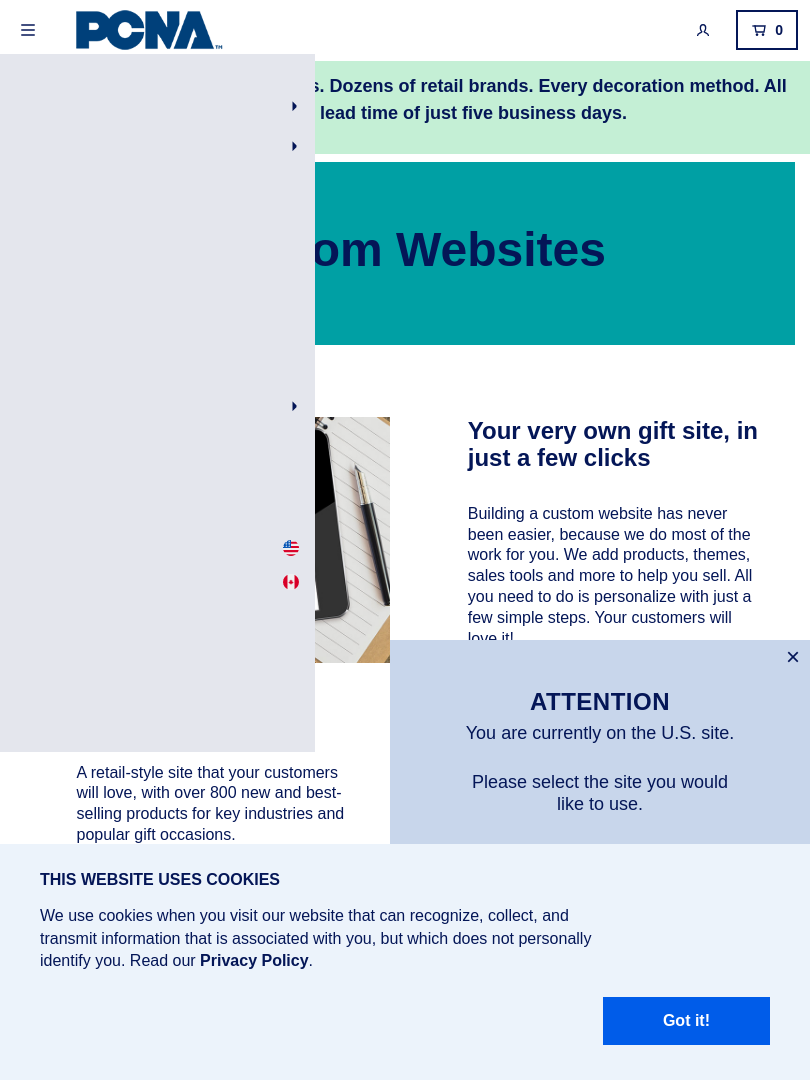 PCNA™
0
s. Dozens of retail brands. Every decoration method. All
lead time of just five business days.
om Websites
Your very own gift site, in
just a few clicks
Building a custom website has never
been easier, because we do most of the
work for you. We add products, themes,
sales tools and more to help you sell. All
you need to do is personalize with just a
few simple steps. Your customers will
love it!
×
ATTENTION
You are currently on the U.S. site.
Please select the site you would
like to use.
A retail-style site that your customers
will love, with over 800 new and best-
selling products for key industries and
popular gift occasions.
THIS WEBSITE USES COOKIES
We use cookies when you visit our website that can recognize, collect, and
transmit information that is associated with you, but which does not personally
identify you. Read our Privacy Policy.
Got it!